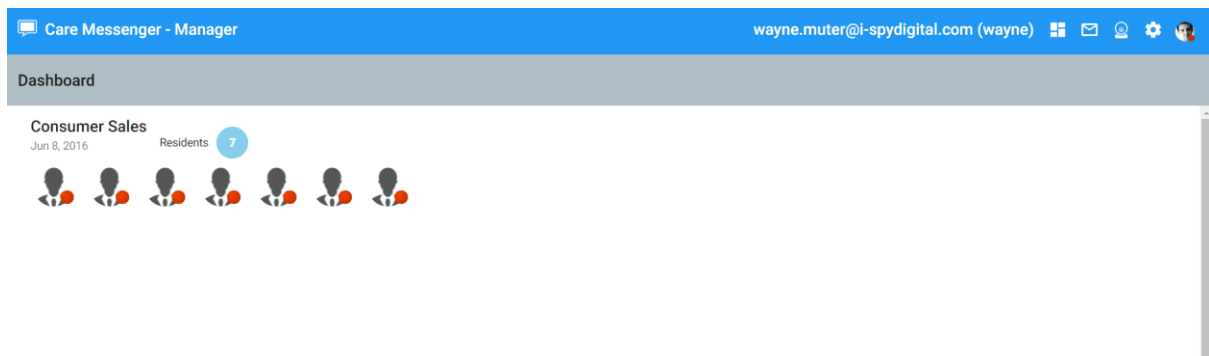 Care Messenger - Manager
wayne.muter@i-spydigital.com (wayne)
Dashboard
Consumer Sales
Jun 8, 2016
Residents 7